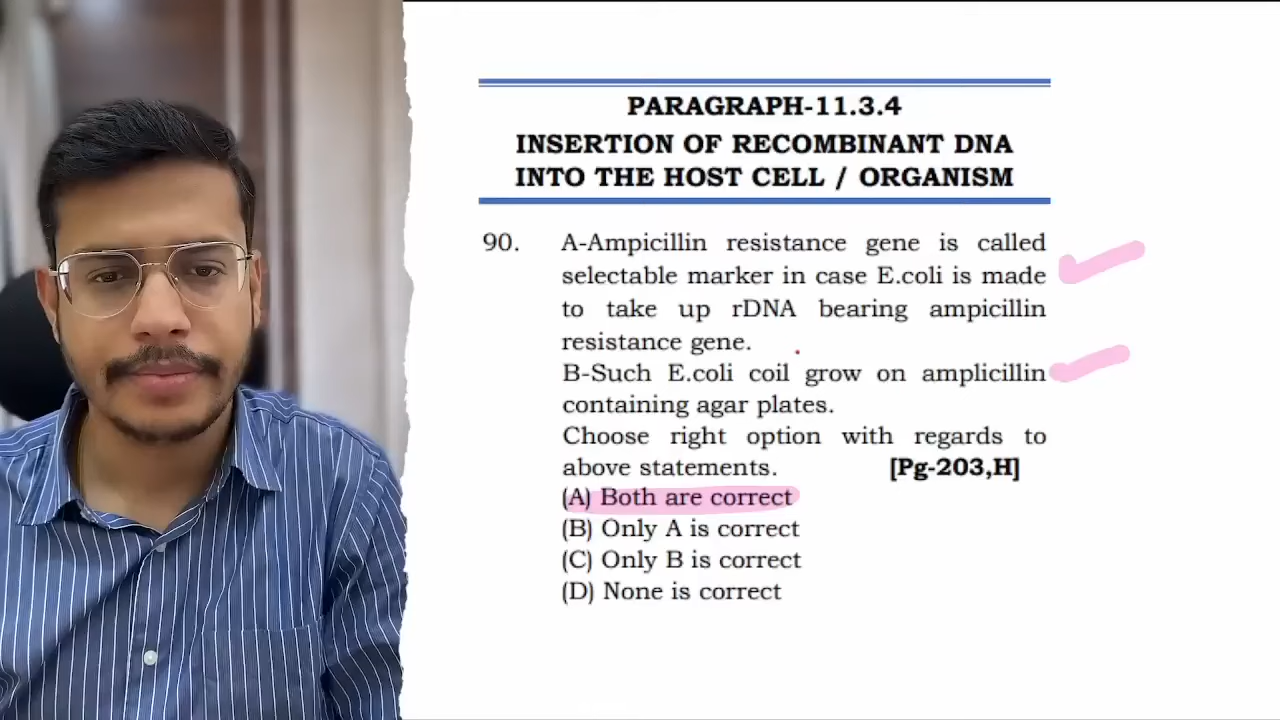 PARAGRAPH-11.3.4
INSERTION OF RECOMBINANT DNA
INTO THE HOST CELL / ORGANISM
90. A-Ampicillin resistance gene is called
selectable marker in case E.coli is made
to take up rDNA bearing ampicillin
resistance gene.
B-Such E.coli coil grow on amplicillin
containing agar plates.
Choose right option with regards to
above statements. [Pg-203,H]
(A) Both are correct
(B) Only A is correct
(C) Only B is correct
(D) None is correct